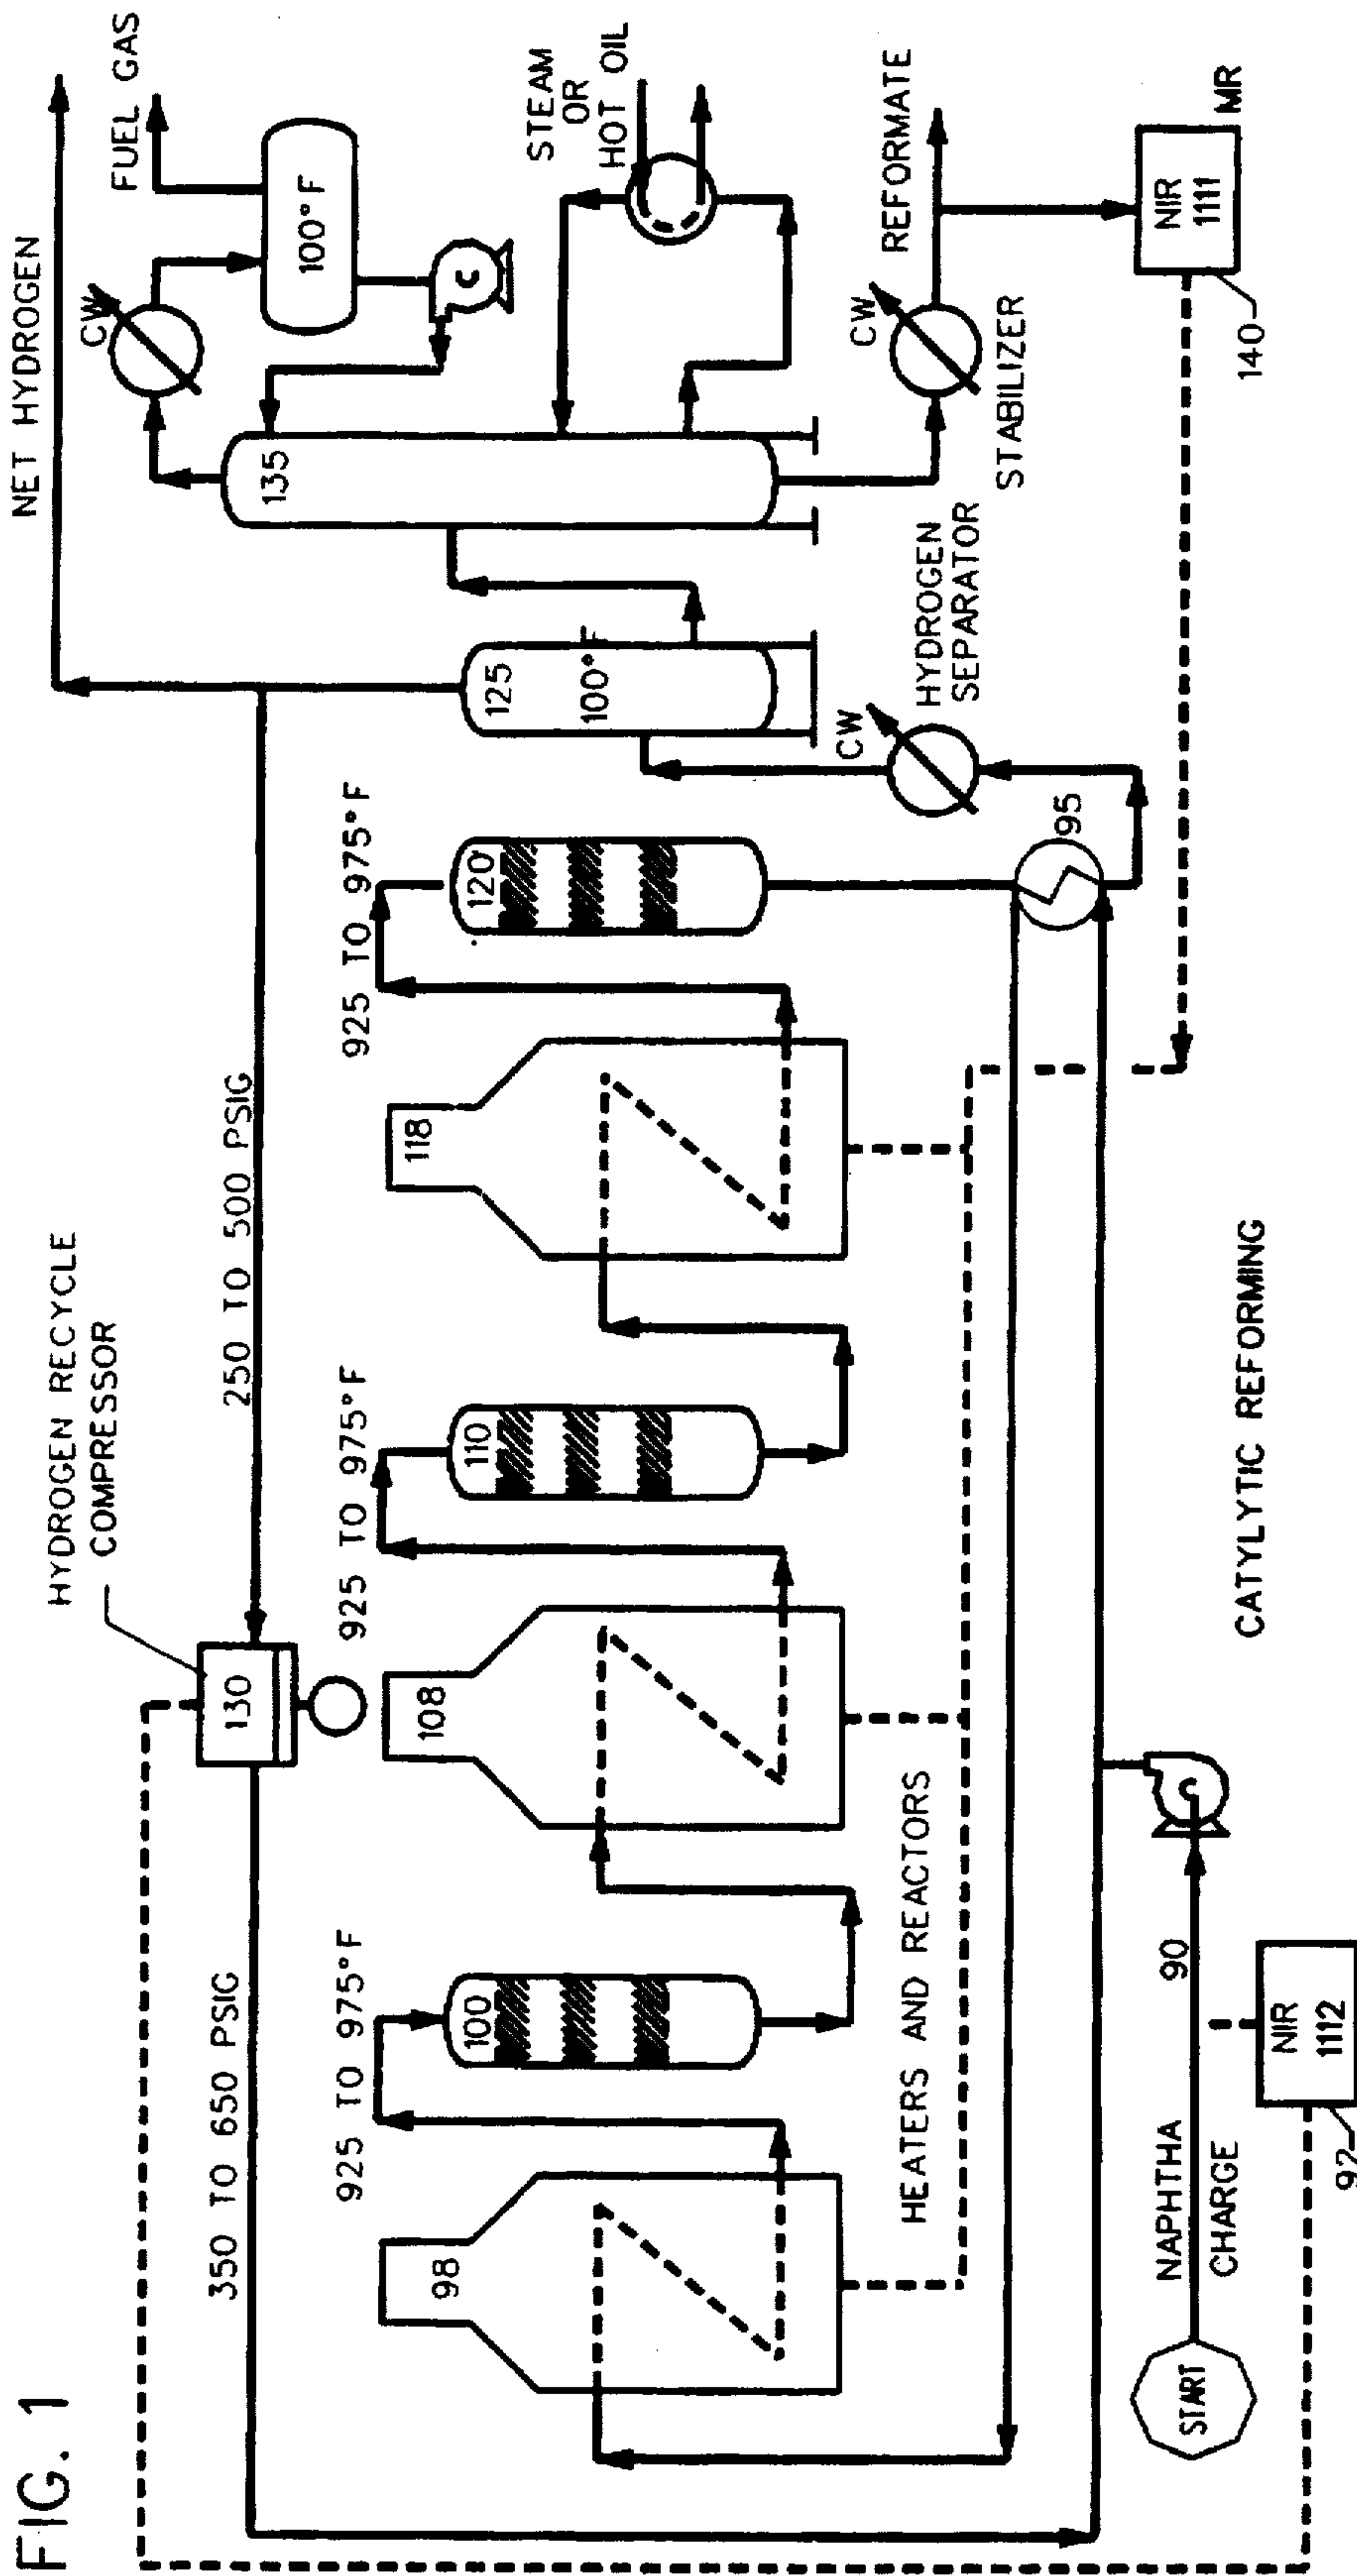 FIG. 1
NET HYDROGEN
FUEL GAS
CW
100°F
C
STEAM
OR
HOT OIL
135
REFORMATE
CW
STABILIZER
NIR
1111
MR
140
125
100°F
HYDROGEN
SEPARATOR
CW
95
HYDROGEN RECYCLE
COMPRESSOR
130
250 TO 500 PSIG
350 TO 650 PSIG
925 TO 975°F
120
118
925 TO 975°F
110
108
925 TO 975°F
100
98
HEATERS AND REACTORS
CATYLYTIC REFORMING
START
NAPHTHA
CHARGE
90
C
NIR
1112
92